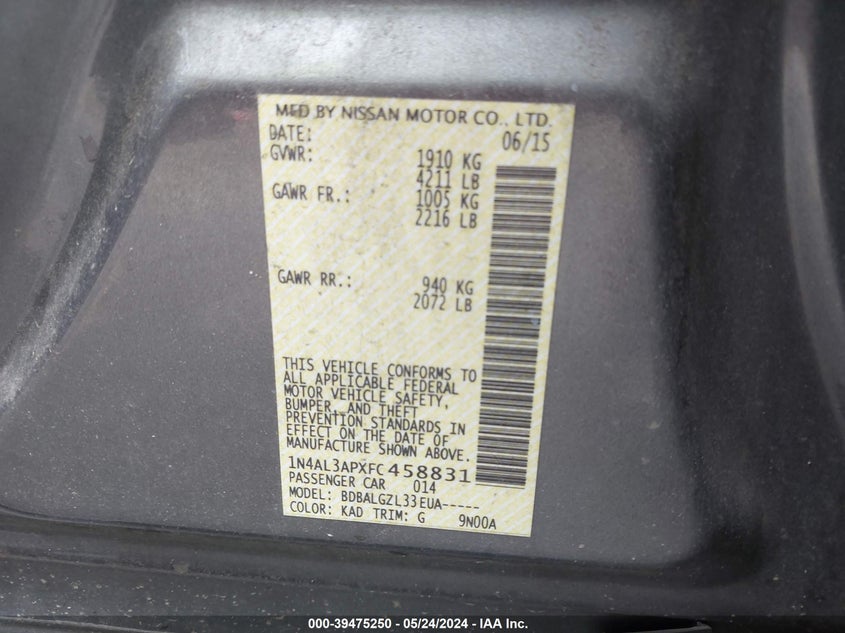 MFD BY NISSAN MOTOR CO., LTD.
DATE: 06/15
GVWR: 1910 KG
4211 LB
GAWR FR.: 1005 KG
2216 LB
GAWR RR.: 940 KG
2072 LB
THIS VEHICLE CONFORMS TO
ALL APPLICABLE FEDERAL
MOTOR VEHICLE SAFETY,
BUMPER, AND THEFT
PREVENTION STANDARDS IN
EFFECT ON THE DATE OF
MANUFACTURE SHOWN ABOVE.
1N4AL3APXFC458831
PASSENGER CAR 014
MODEL: BDBALGZL33EUA-----
COLOR: KAD TRIM: G 9N00A
000-39475250 - 05/24/2024 - IAA Inc.